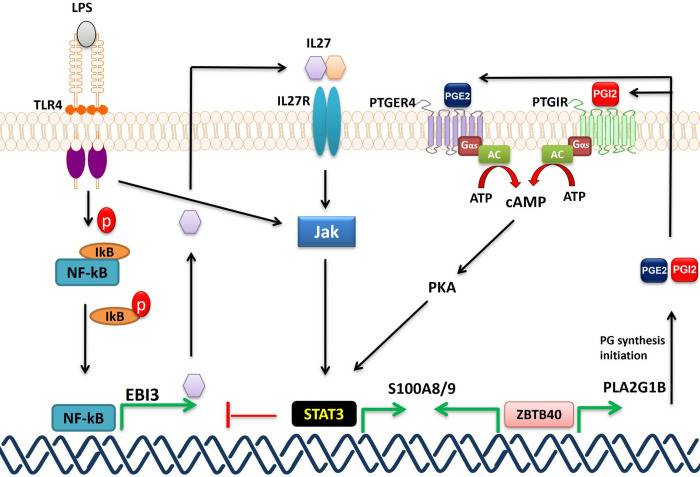 LPS
TLR4
IL27
IL27R
PTGER4
PGE2
PTGIR
PGI2
Gαs
AC
AC
Gαs
ATP
cAMP
ATP
p
IkB
NF-kB
Jak
PKA
PGE2
PGI2
IkB
p
PG synthesis
initiation
EBI3
S100A8/9
PLA2G1B
NF-kB
STAT3
ZBTB40